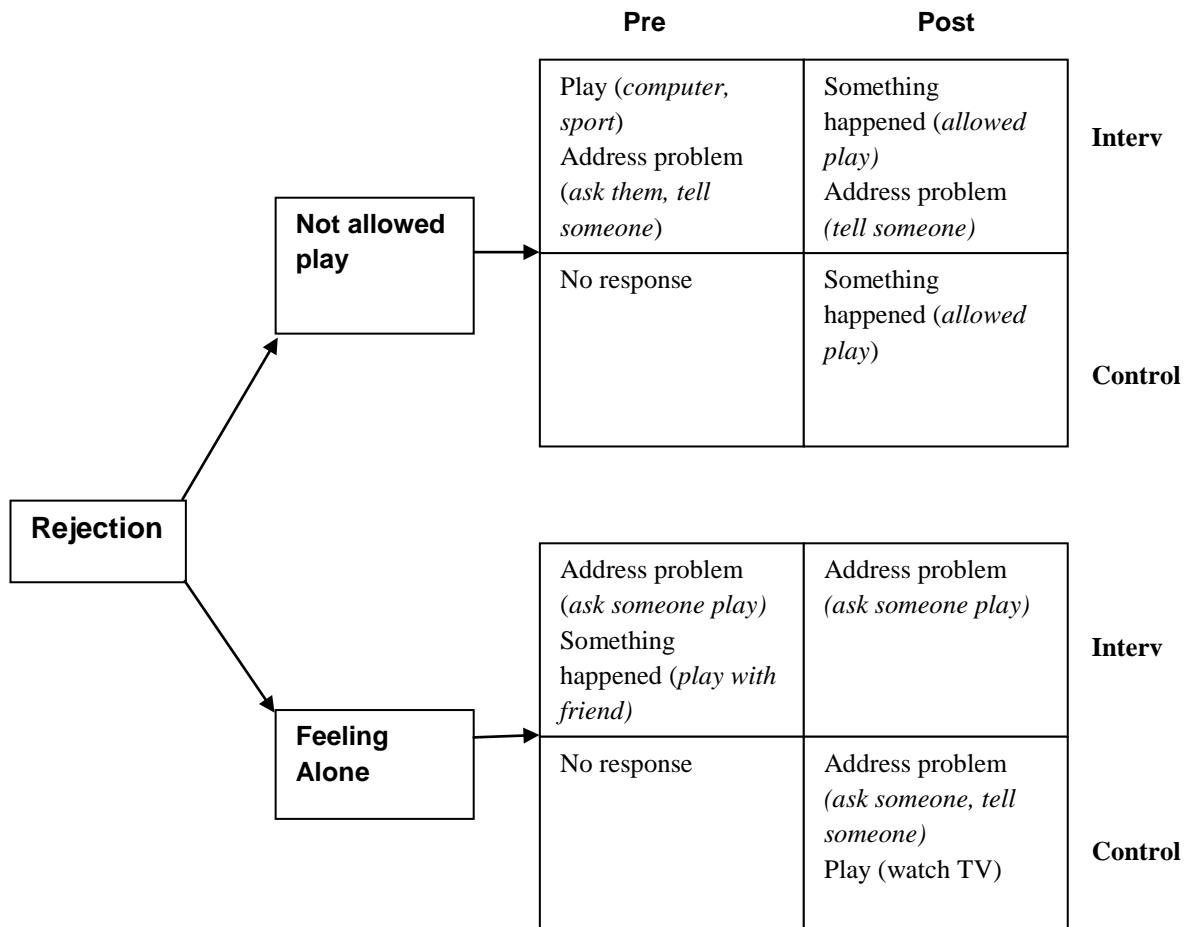 Pre
Post
Play (computer,
sport)
Address problem
(ask them, tell
someone)
Something
happened (allowed
play)
Address problem
(tell someone)
Interv
Not allowed
play
No response
Something
happened (allowed
play)
Control
Rejection
Address problem
(ask someone play)
Something
happened (play with
friend)
Address problem
(ask someone play)
Interv
Feeling
Alone
No response
Address problem
(ask someone, tell
someone)
Play (watch TV)
Control